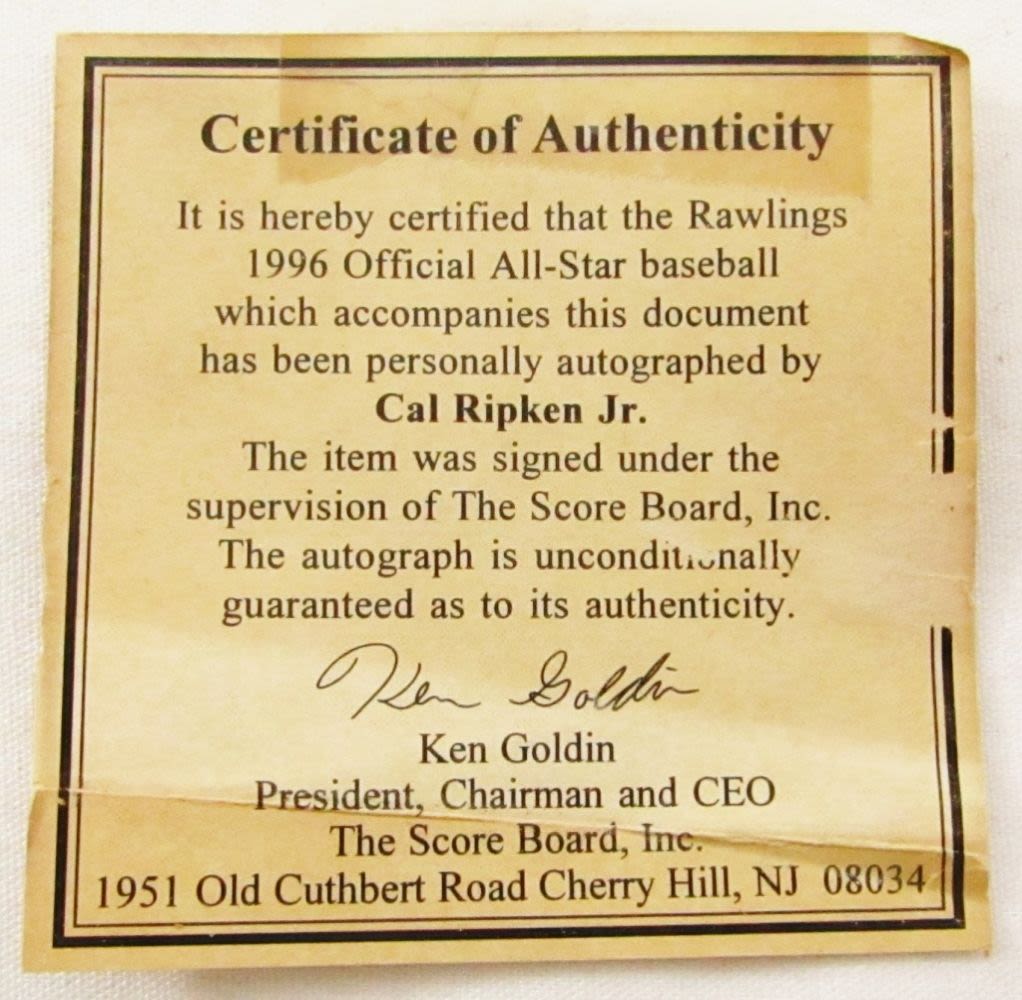 Certificate of Authenticity
It is hereby certified that the Rawlings
1996 Official All-Star baseball
which accompanies this document
has been personally autographed by
Cal Ripken Jr.
The item was signed under the
supervision of The Score Board, Inc.
The autograph is unconditionally
guaranteed as to its authenticity.
Ken Goldin
Ken Goldin
President, Chairman and CEO
The Score Board, Inc.
1951 Old Cuthbert Road Cherry Hill, NJ 08034